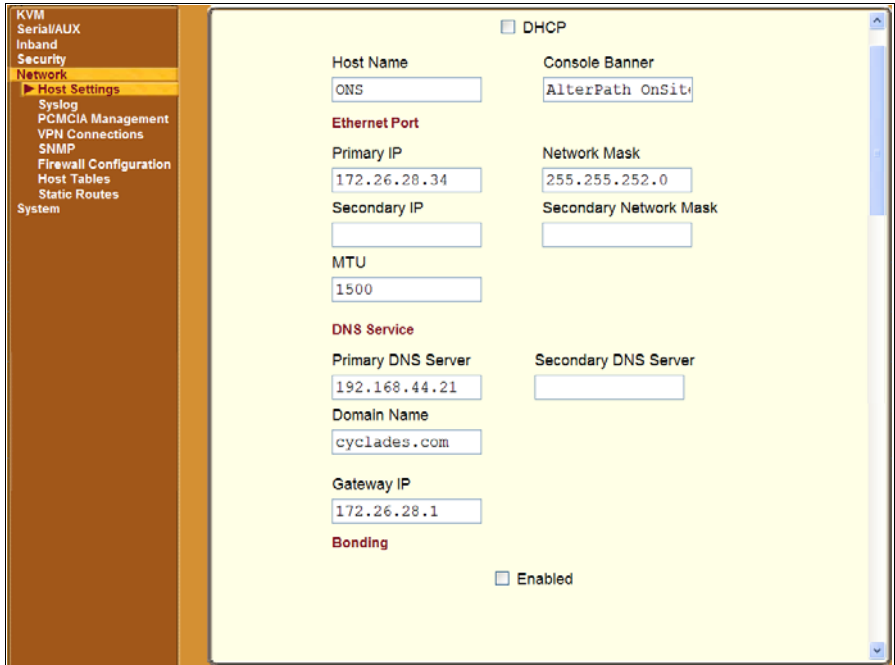 KVM
Serial/AUX
Inband
Security
Network
Host Settings
Syslog
PCMCIA Management
VPN Connections
SNMP
Firewall Configuration
Host Tables
Static Routes
System
DHCP
Host Name Console Banner
ONS AlterPath OnSite
Ethernet Port
Primary IP Network Mask
172.26.28.34 255.255.252.0
Secondary IP Secondary Network Mask
MTU
1500
DNS Service
Primary DNS Server Secondary DNS Server
192.168.44.21
Domain Name
cyclades.com
Gateway IP
172.26.28.1
Bonding
Enabled